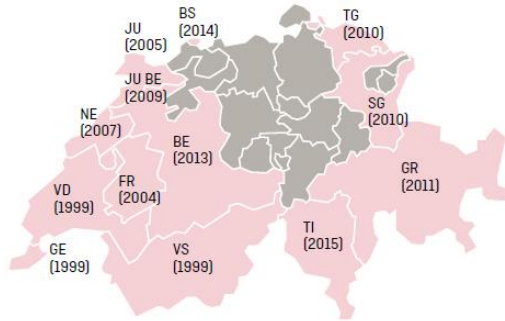 BS
(2014)
TG
(2010)
JU
(2005)
JU BE
(2009)
SG
(2010)
NE
(2007)
BE
(2013)
GR
(2011)
FR
(2004)
VD
(1999)
TI
(2015)
GE
(1999)
VS
(1999)